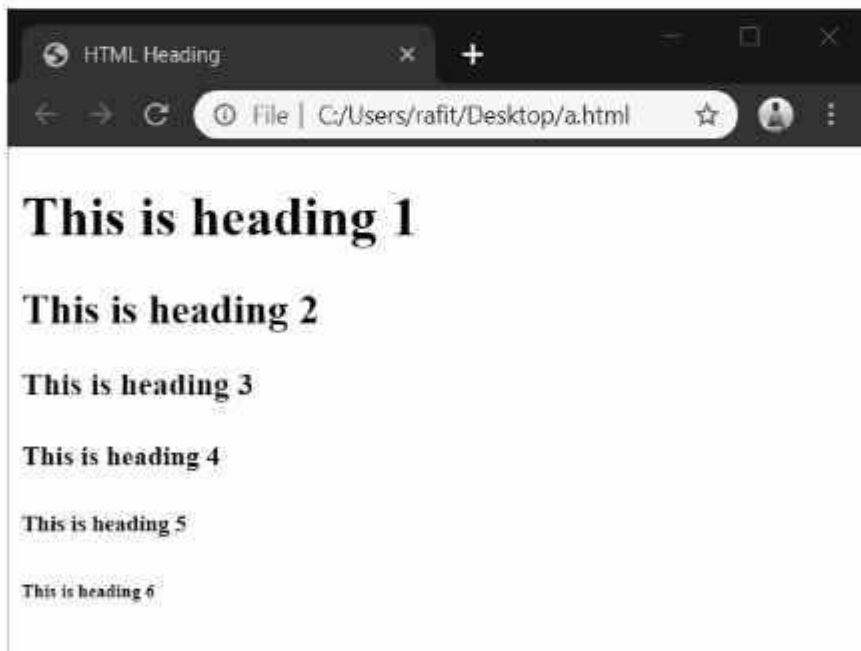 HTML Heading
File | C:/Users/rafit/Desktop/a.html
This is heading 1
This is heading 2
This is heading 3
This is heading 4
This is heading 5
This is heading 6